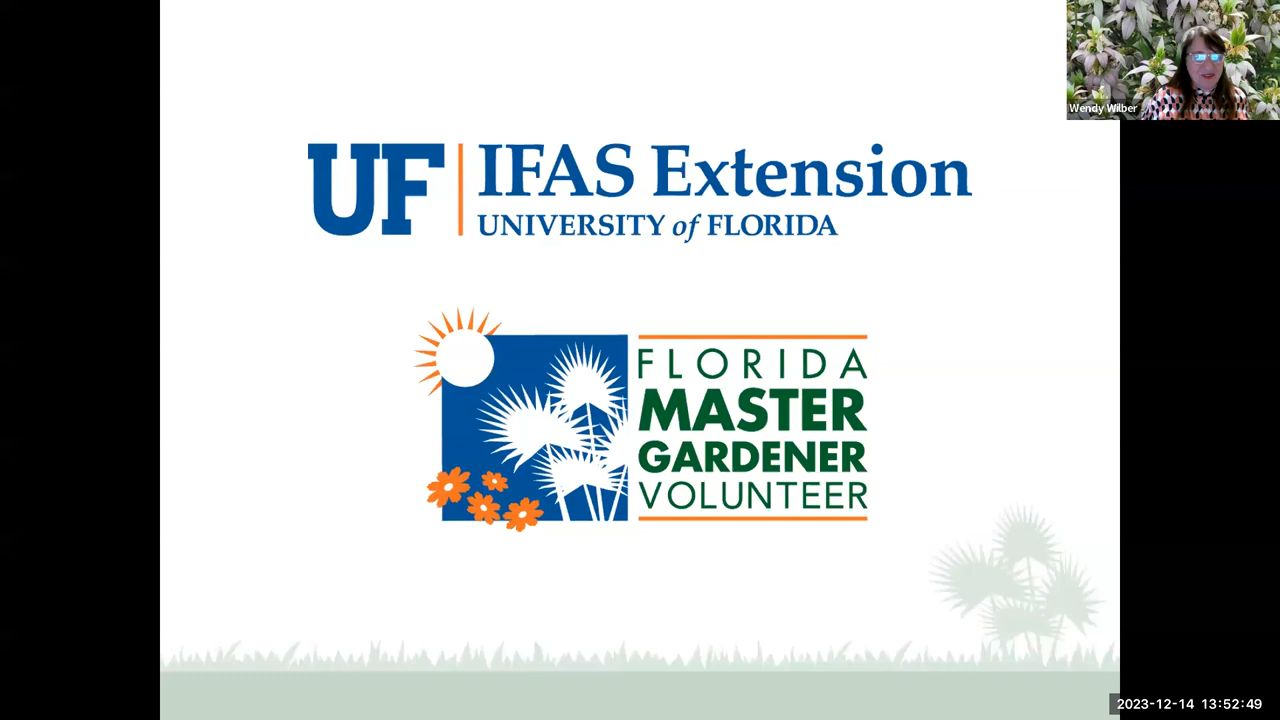 Wendy Wilber
UF IFAS Extension
UNIVERSITY of FLORIDA
FLORIDA
MASTER
GARDENER
VOLUNTEER
2023-12-14 13:52:49